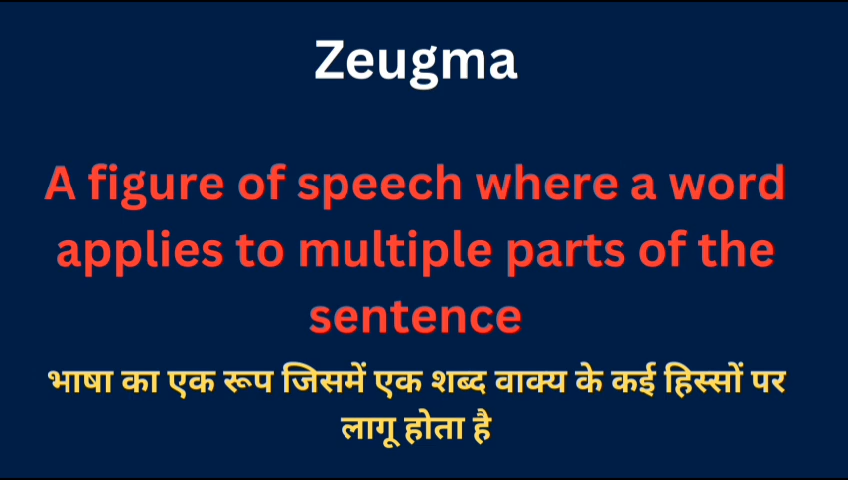 Zeugma
A figure of speech where a word
applies to multiple parts of the
sentence
भाषा का एक रूप जिसमें एक शब्द वाक्य के कई हिस्सों पर
लागू होता है